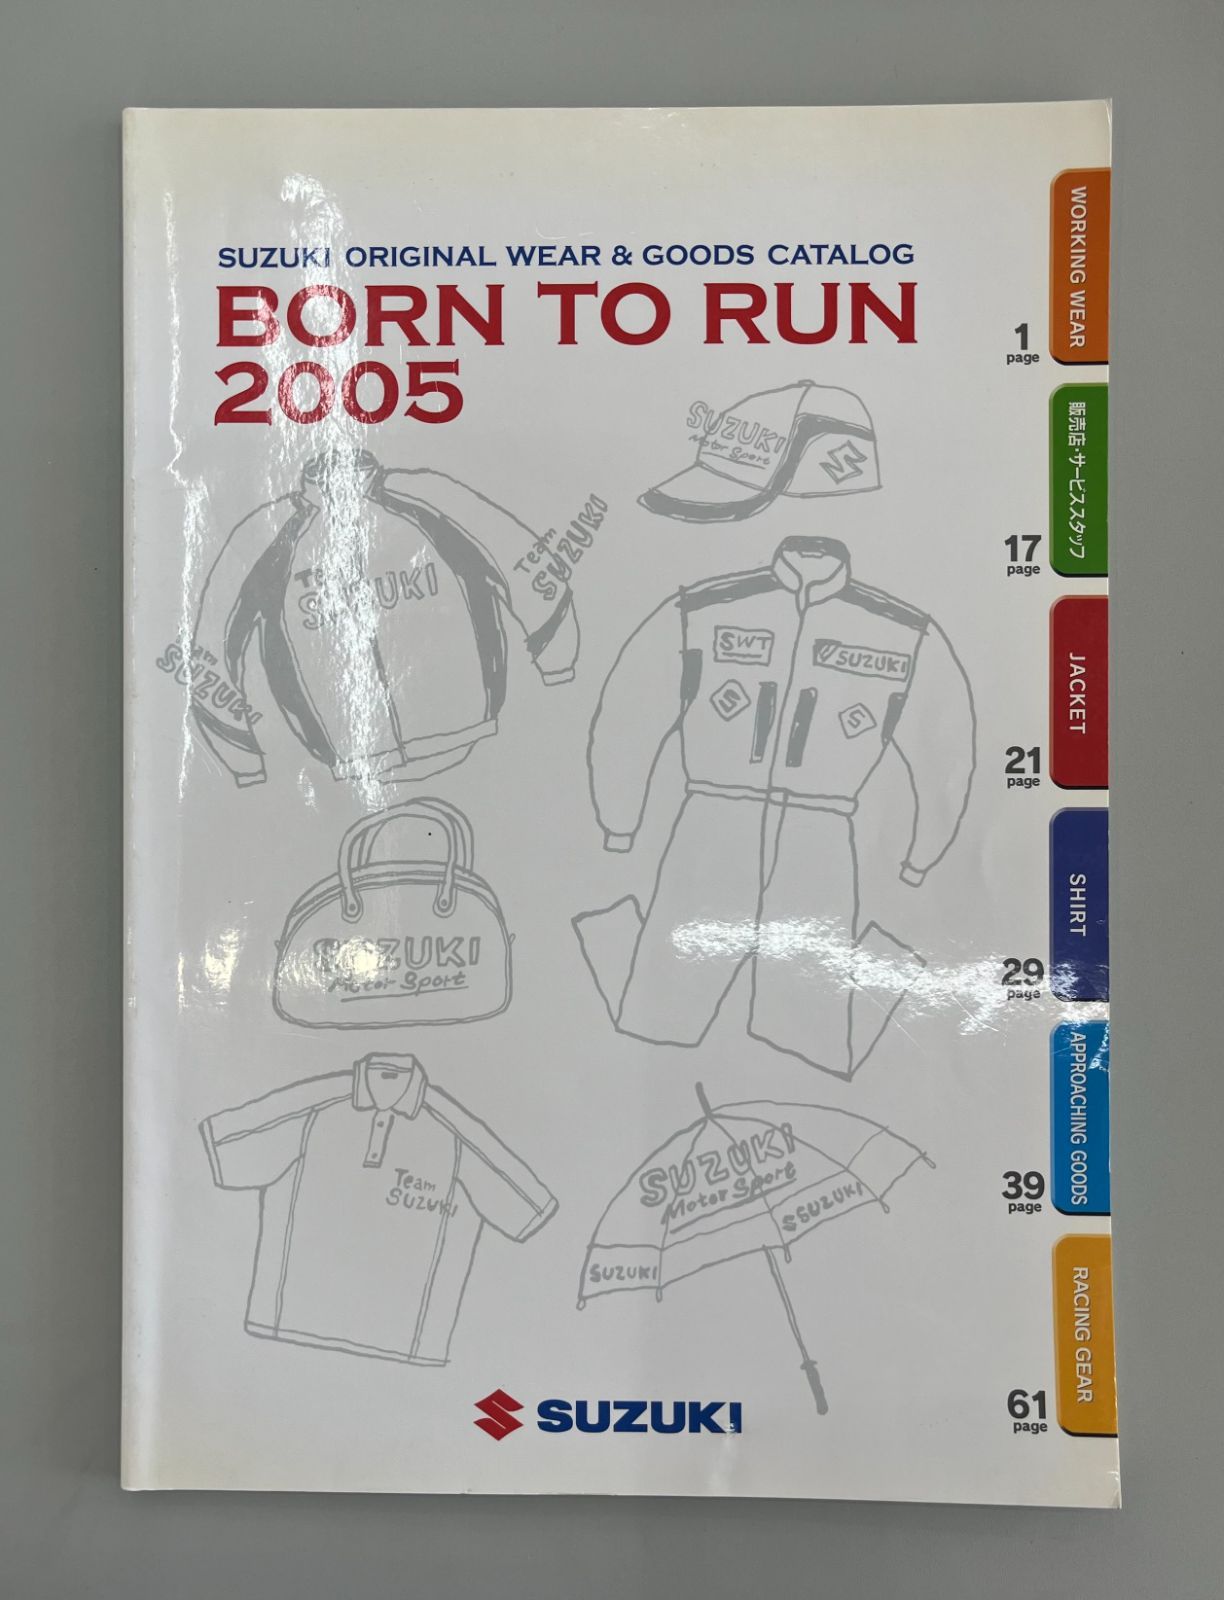 SUZUKI ORIGINAL WEAR & GOODS CATALOG
BORN TO RUN
2005
WORKING WEAR
1
page
販売店・サービススタッフ
17
page
JACKET
21
page
SHIRT
29
page
APPROACHING GOODS
39
page
RACING GEAR
61
page
SUZUKI
Motor Sport
Team
SUZUKI
Team
SUZUKI
Team
SUZUKI
SWT
SUZUKI
SUZUKI
Motor Sport
Team
SUZUKI
SUZUKI
Motor Sport
SUZUKI
SSUZUKI
SUZUKI